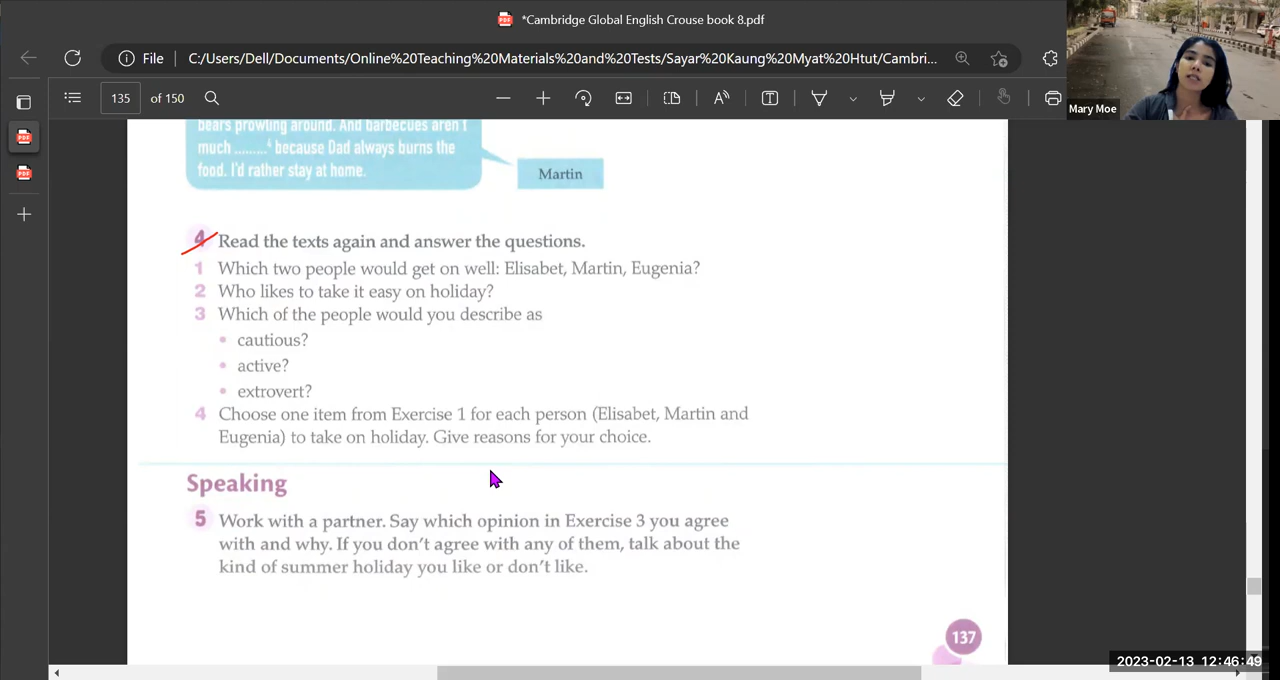 *Cambridge Global English Crouse book 8.pdf
File C:/Users/Dell/Documents/Online%20Teaching%20Materials%20and%20Tests/Sayar%20Kaung%20Myat%20Htut/Cambri...
135 of 150
Mary Moe
bears prowling around. And barbecues aren't
much .........⁶ because Dad always burns the
food. I'd rather stay at home.
Martin
4 Read the texts again and answer the questions.
1 Which two people would get on well: Elisabet, Martin, Eugenia?
2 Who likes to take it easy on holiday?
3 Which of the people would you describe as
• cautious?
• active?
• extrovert?
4 Choose one item from Exercise 1 for each person (Elisabet, Martin and
Eugenia) to take on holiday. Give reasons for your choice.
Speaking
5 Work with a partner. Say which opinion in Exercise 3 you agree
with and why. If you don't agree with any of them, talk about the
kind of summer holiday you like or don't like.
137
2023-02-13 12:46:49